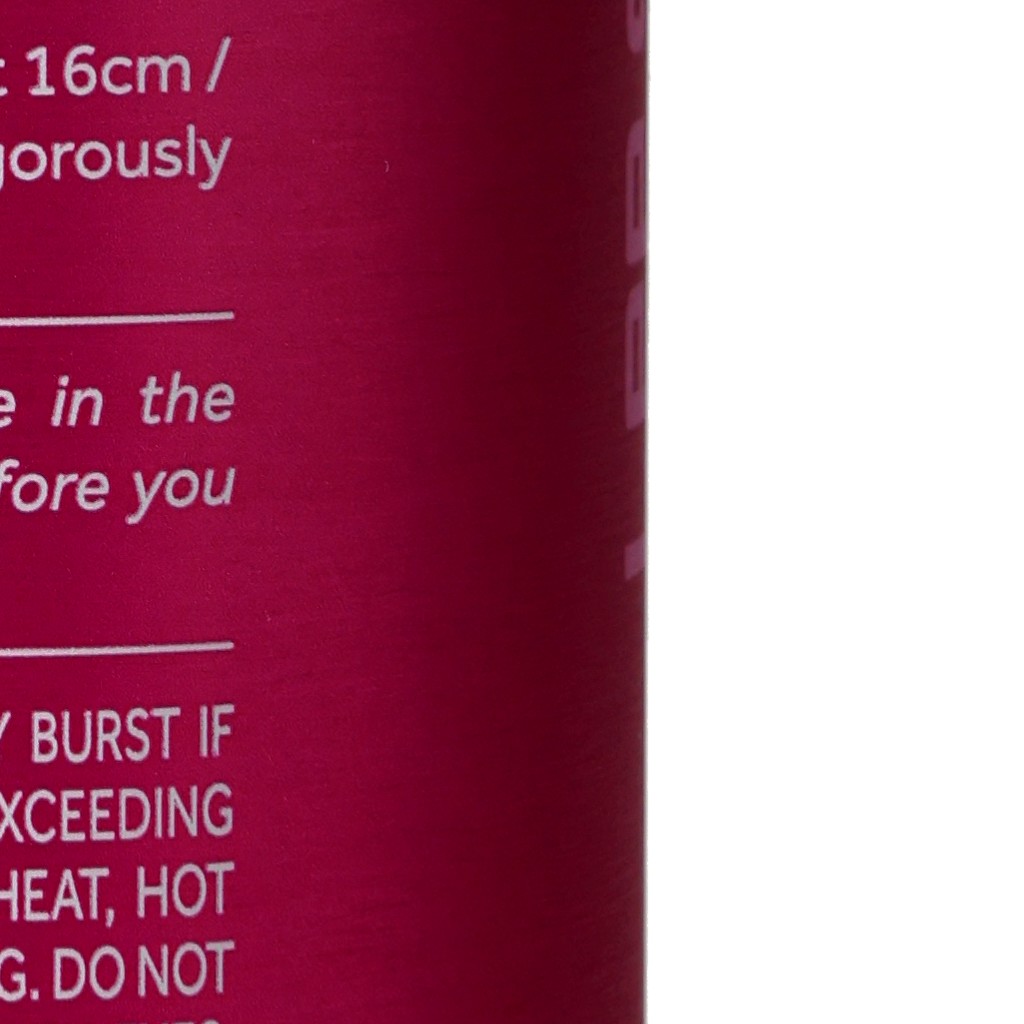 16cm /
gorously
in the
fore you
BURST IF
XCEEDING
HEAT, HOT
G. DO NOT